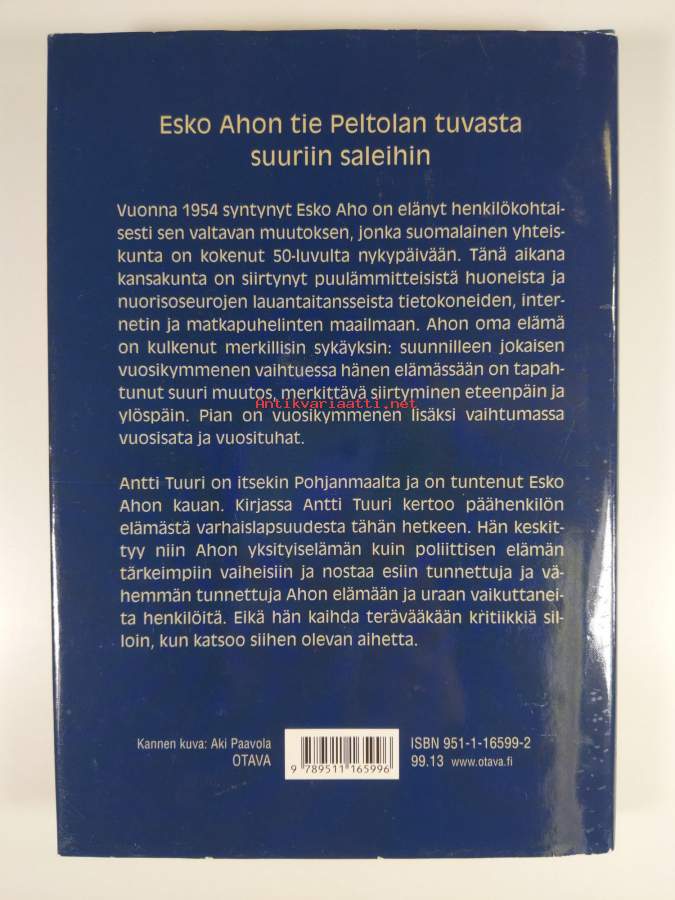 Esko Ahon tie Peltolan tuvasta
suuriin saleihin
Vuonna 1954 syntynyt Esko Aho on elänyt henkilökohtai-
sesti sen valtavan muutoksen, jonka suomalainen yhteis-
kunta on kokenut 50-luvulta nykypäivään. Tänä aikana
kansakunta on siirtynyt puulämmitteisistä huoneista ja
nuorisoseurojen lauantaitansseista tietokoneiden, inter-
netin ja matkapuhelinten maailmaan. Ahon oma elämä
on kulkenut merkillisin sykäyksin: suunnilleen jokaisen
vuosikymmenen vaihtuessa hänen elämässään on tapah-
tunut suuri muutos, merkittävä siirtyminen eteenpäin ja
Antikvariaatti.net
ylöspäin. Pian on vuosikymmenen lisäksi vaihtumassa
vuosisata ja vuosituhat.
Antti Tuuri on itsekin Pohjanmaalta ja on tuntenut Esko
Ahon kauan. Kirjassa Antti Tuuri kertoo päähenkilön
elämästä varhaislapsuudesta tähän hetkeen. Hän keskit-
tyy niin Ahon yksityiselämän kuin poliittisen elämän
tärkeimpiin vaiheisiin ja nostaa esiin tunnettuja ja vä-
hemmän tunnettuja Ahon elämään ja uraan vaikuttanei-
ta henkilöitä. Eikä hän kaihda terävääkään kritiikkiä sil-
loin, kun katsoo siihen olevan aihetta.
Kannen kuva: Aki Paavola
OTAVA
9 789511 165996
ISBN 951-1-16599-2
99.13 www.otava.fi